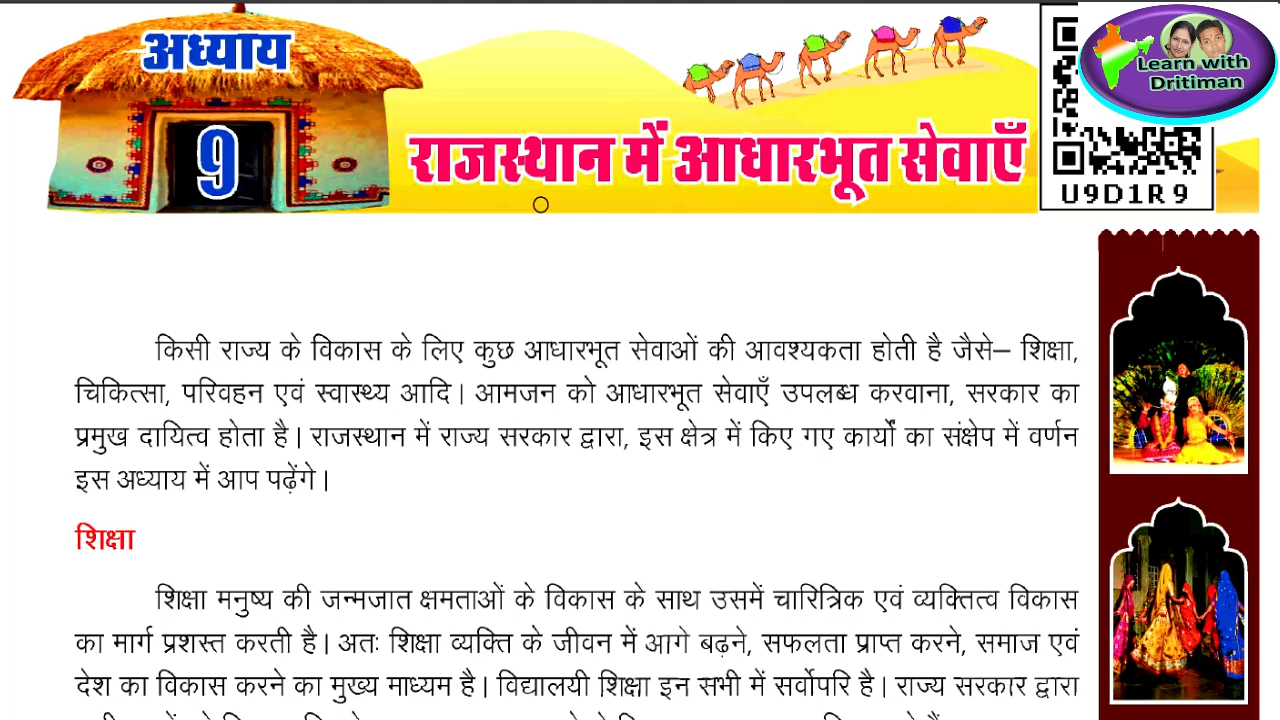 अध्याय
9
राजस्थान में आधारभूत सेवाएँ
Learn with
Dritiman
U9D1R9
किसी राज्य के विकास के लिए कुछ आधारभूत सेवाओं की आवश्यकता होती है जैसे– शिक्षा,
चिकित्सा, परिवहन एवं स्वास्थ्य आदि। आमजन को आधारभूत सेवाएँ उपलब्ध करवाना, सरकार का
प्रमुख दायित्व होता है। राजस्थान में राज्य सरकार द्वारा, इस क्षेत्र में किए गए कार्यों का संक्षेप में वर्णन
इस अध्याय में आप पढ़ेंगे।
शिक्षा
शिक्षा मनुष्य की जन्मजात क्षमताओं के विकास के साथ उसमें चारित्रिक एवं व्यक्तित्व विकास
का मार्ग प्रशस्त करती है। अतः शिक्षा व्यक्ति के जीवन में आगे बढ़ने, सफलता प्राप्त करने, समाज एवं
देश का विकास करने का मुख्य माध्यम है। विद्यालयी शिक्षा इन सभी में सर्वोपरि है। राज्य सरकार द्वारा